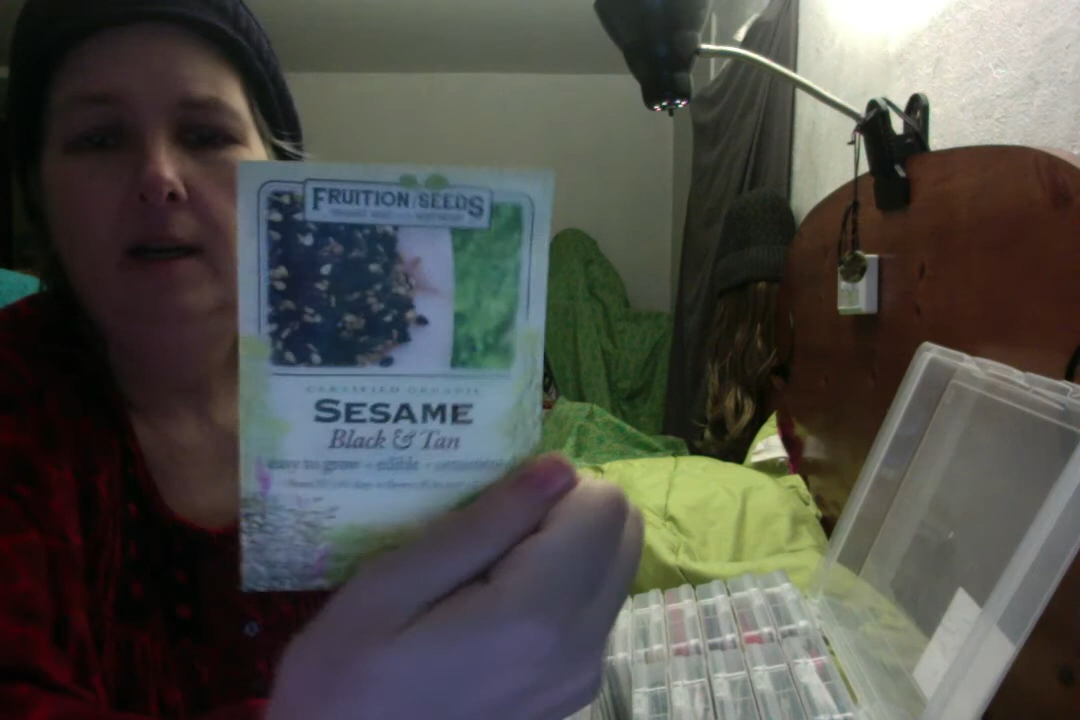 FRUITION SEEDS
CERTIFIED ORGANIC
SESAME
Black & Tan
easy to grow - edible - ornamental